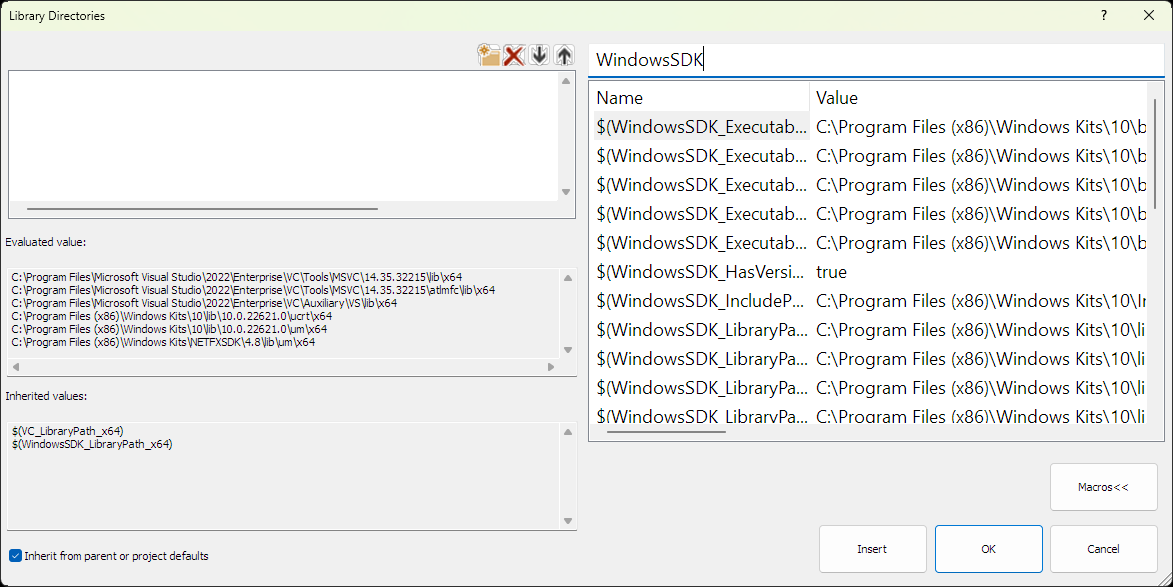 Library Directories
?
Evaluated value:
C:\Program Files\Microsoft Visual Studio\2022\Enterprise\VC\Tools\MSVC\14.35.32215\lib\x64
C:\Program Files\Microsoft Visual Studio\2022\Enterprise\VC\Tools\MSVC\14.35.32215\atlmfc\lib\x64
C:\Program Files\Microsoft Visual Studio\2022\Enterprise\VC\Auxiliary\VS\lib\x64
C:\Program Files (x86)\Windows Kits\10\lib\10.0.22621.0\ucrt\x64
C:\Program Files (x86)\Windows Kits\10\lib\10.0.22621.0\um\x64
C:\Program Files (x86)\Windows Kits\NETFXSDK\4.8\lib\um\x64
Inherited values:
$(VC_LibraryPath_x64)
$(WindowsSDK_LibraryPath_x64)
Inherit from parent or project defaults
WindowsSDK
Name Value
$(WindowsSDK_Executab... C:\Program Files (x86)\Windows Kits\10\b
$(WindowsSDK_Executab... C:\Program Files (x86)\Windows Kits\10\b
$(WindowsSDK_Executab... C:\Program Files (x86)\Windows Kits\10\b
$(WindowsSDK_Executab... C:\Program Files (x86)\Windows Kits\10\b
$(WindowsSDK_Executab... C:\Program Files (x86)\Windows Kits\10\b
$(WindowsSDK_HasVersi... true
$(WindowsSDK_IncludeP... C:\Program Files (x86)\Windows Kits\10\In
$(WindowsSDK_LibraryPa... C:\Program Files (x86)\Windows Kits\10\li
$(WindowsSDK_LibraryPa... C:\Program Files (x86)\Windows Kits\10\li
$(WindowsSDK_LibraryPa... C:\Program Files (x86)\Windows Kits\10\li
$(WindowsSDK_LibraryPa... C:\Program Files (x86)\Windows Kits\10\li
Macros<<
Insert
OK
Cancel